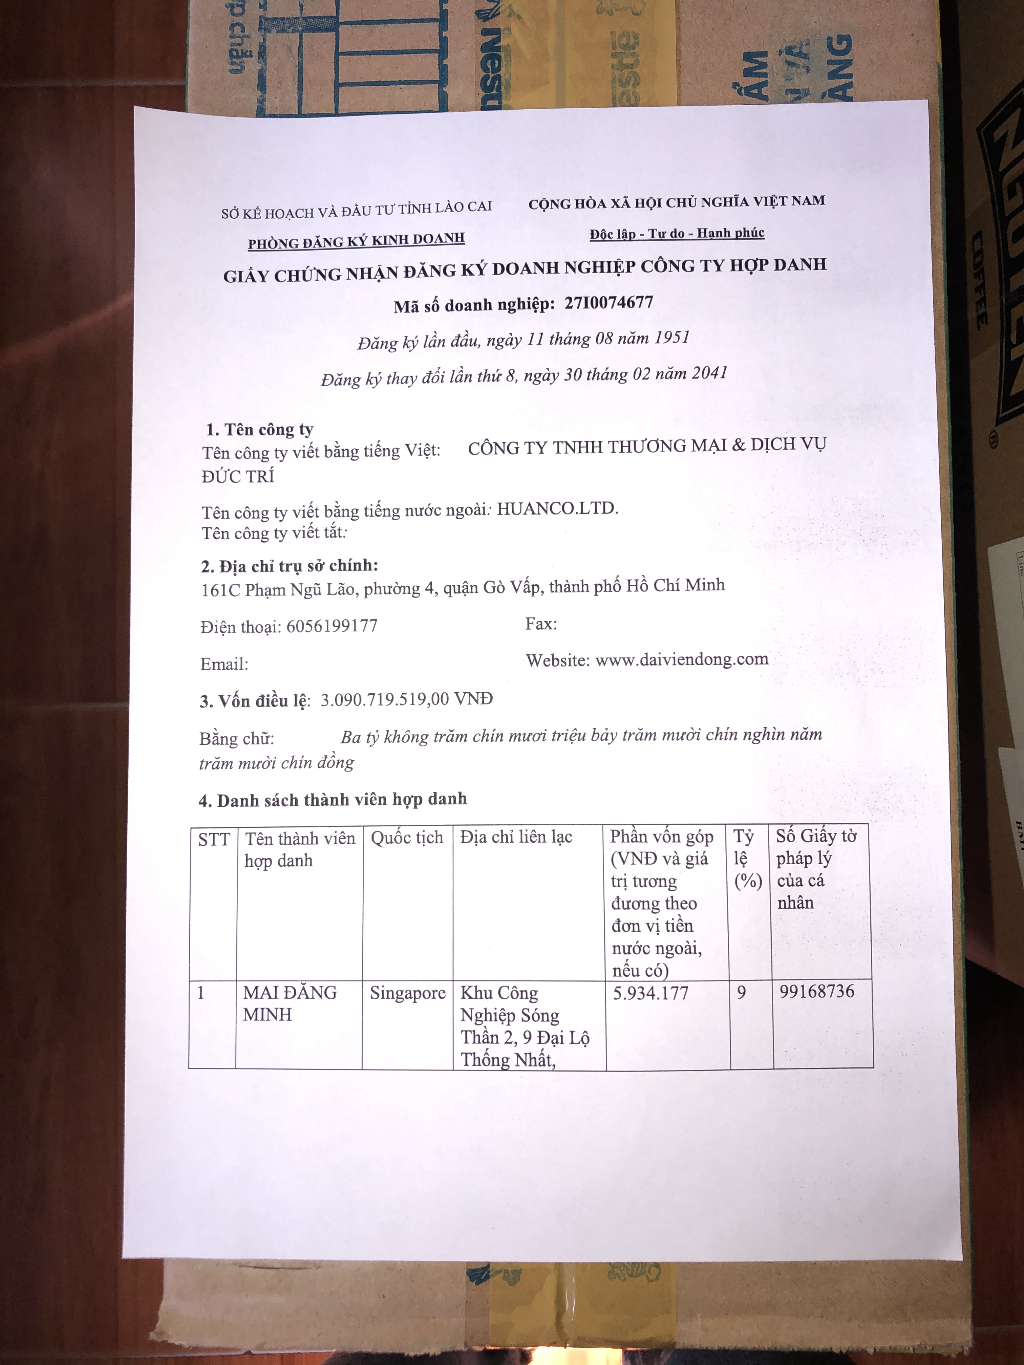 p chẵn
Nestlé
ẤM
N VÀ
ÀNG
NGUYÊN
COFFEE
®
SỞ KẾ HOẠCH VÀ ĐẦU TƯ TỈNH LÀO CAI
CỘNG HÒA XÃ HỘI CHỦ NGHĨA VIỆT NAM
PHÒNG ĐĂNG KÝ KINH DOANH
Độc lập - Tự do - Hạnh phúc
GIẤY CHỨNG NHẬN ĐĂNG KÝ DOANH NGHIỆP CÔNG TY HỢP DANH
Mã số doanh nghiệp: 27I0074677
Đăng ký lần đầu, ngày 11 tháng 08 năm 1951
Đăng ký thay đổi lần thứ 8, ngày 30 tháng 02 năm 2041
1. Tên công ty
Tên công ty viết bằng tiếng Việt: CÔNG TY TNHH THƯƠNG MẠI & DỊCH VỤ
ĐỨC TRÍ
Tên công ty viết bằng tiếng nước ngoài: HUANCO.LTD.
Tên công ty viết tắt:
2. Địa chỉ trụ sở chính:
161C Phạm Ngũ Lão, phường 4, quận Gò Vấp, thành phố Hồ Chí Minh
Điện thoại: 6056199177
Fax:
Email:
Website: www.daiviendong.com
3. Vốn điều lệ: 3.090.719.519,00 VNĐ
Bằng chữ: Ba tỷ không trăm chín mươi triệu bảy trăm mười chín nghìn năm
trăm mười chín đồng
4. Danh sách thành viên hợp danh
STT
Tên thành viên
hợp danh
Quốc tịch
Địa chỉ liên lạc
Phần vốn góp
(VNĐ và giá
trị tương
đương theo
đơn vị tiền
nước ngoài,
nếu có)
Tỷ
lệ
(%)
Số Giấy tờ
pháp lý
của cá
nhân
1
MAI ĐĂNG
MINH
Singapore
Khu Công
Nghiệp Sóng
Thần 2, 9 Đại Lộ
Thống Nhất,
5.934.177
9
99168736